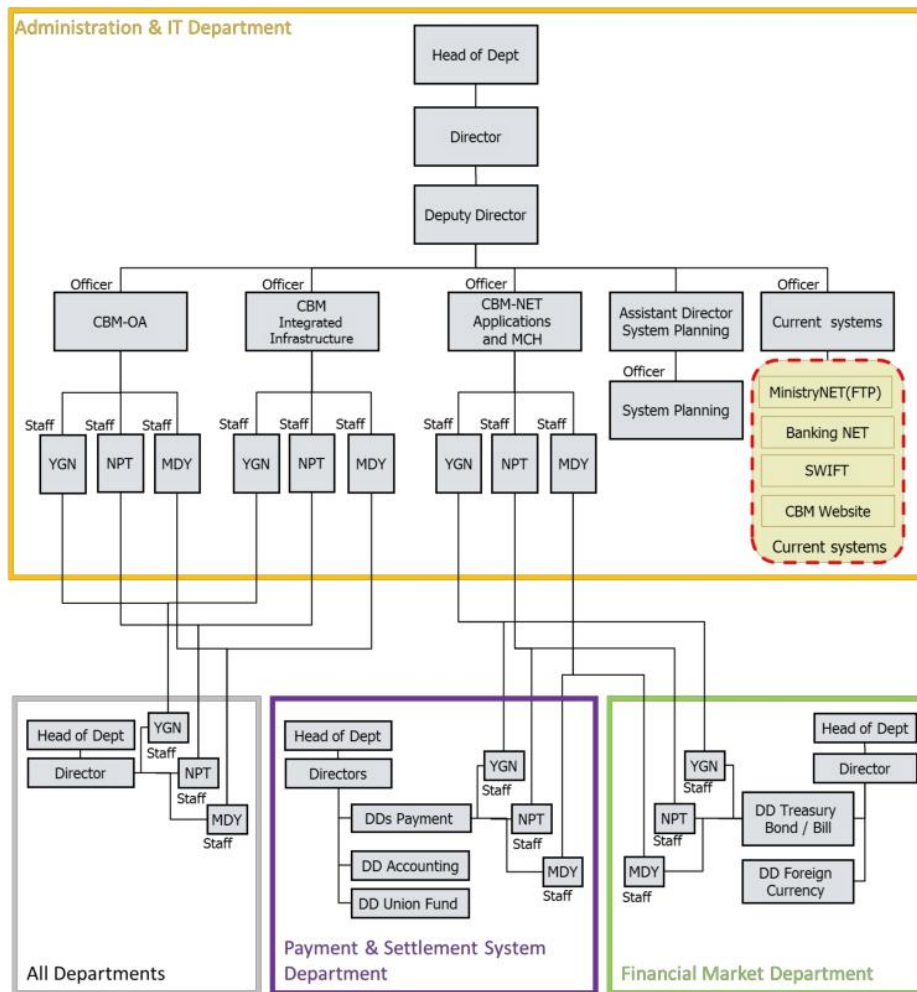 Administration & IT Department
Head of Dept
Director
Deputy Director
Officer
Officer
Officer
Officer
CBM-OA
CBM
Integrated
Infrastructure
CBM-NET
Applications
and MCH
Assistant Director
System Planning
Current systems
Officer
System Planning
MinistryNET(FTP)
Banking NET
SWIFT
CBM Website
Current systems
Staff
Staff
Staff
Staff
Staff
Staff
Staff
Staff
Staff
YGN
NPT
MDY
YGN
NPT
MDY
YGN
NPT
MDY
Head of Dept
Director
YGN
Staff
NPT
Staff
MDY
Staff
All Departments
Head of Dept
Directors
DDs Payment
DD Accounting
DD Union Fund
YGN
Staff
NPT
Staff
MDY
Staff
Payment & Settlement System
Department
Head of Dept
Director
YGN
Staff
NPT
Staff
MDY
Staff
DD Treasury
Bond / Bill
DD Foreign
Currency
Financial Market Department